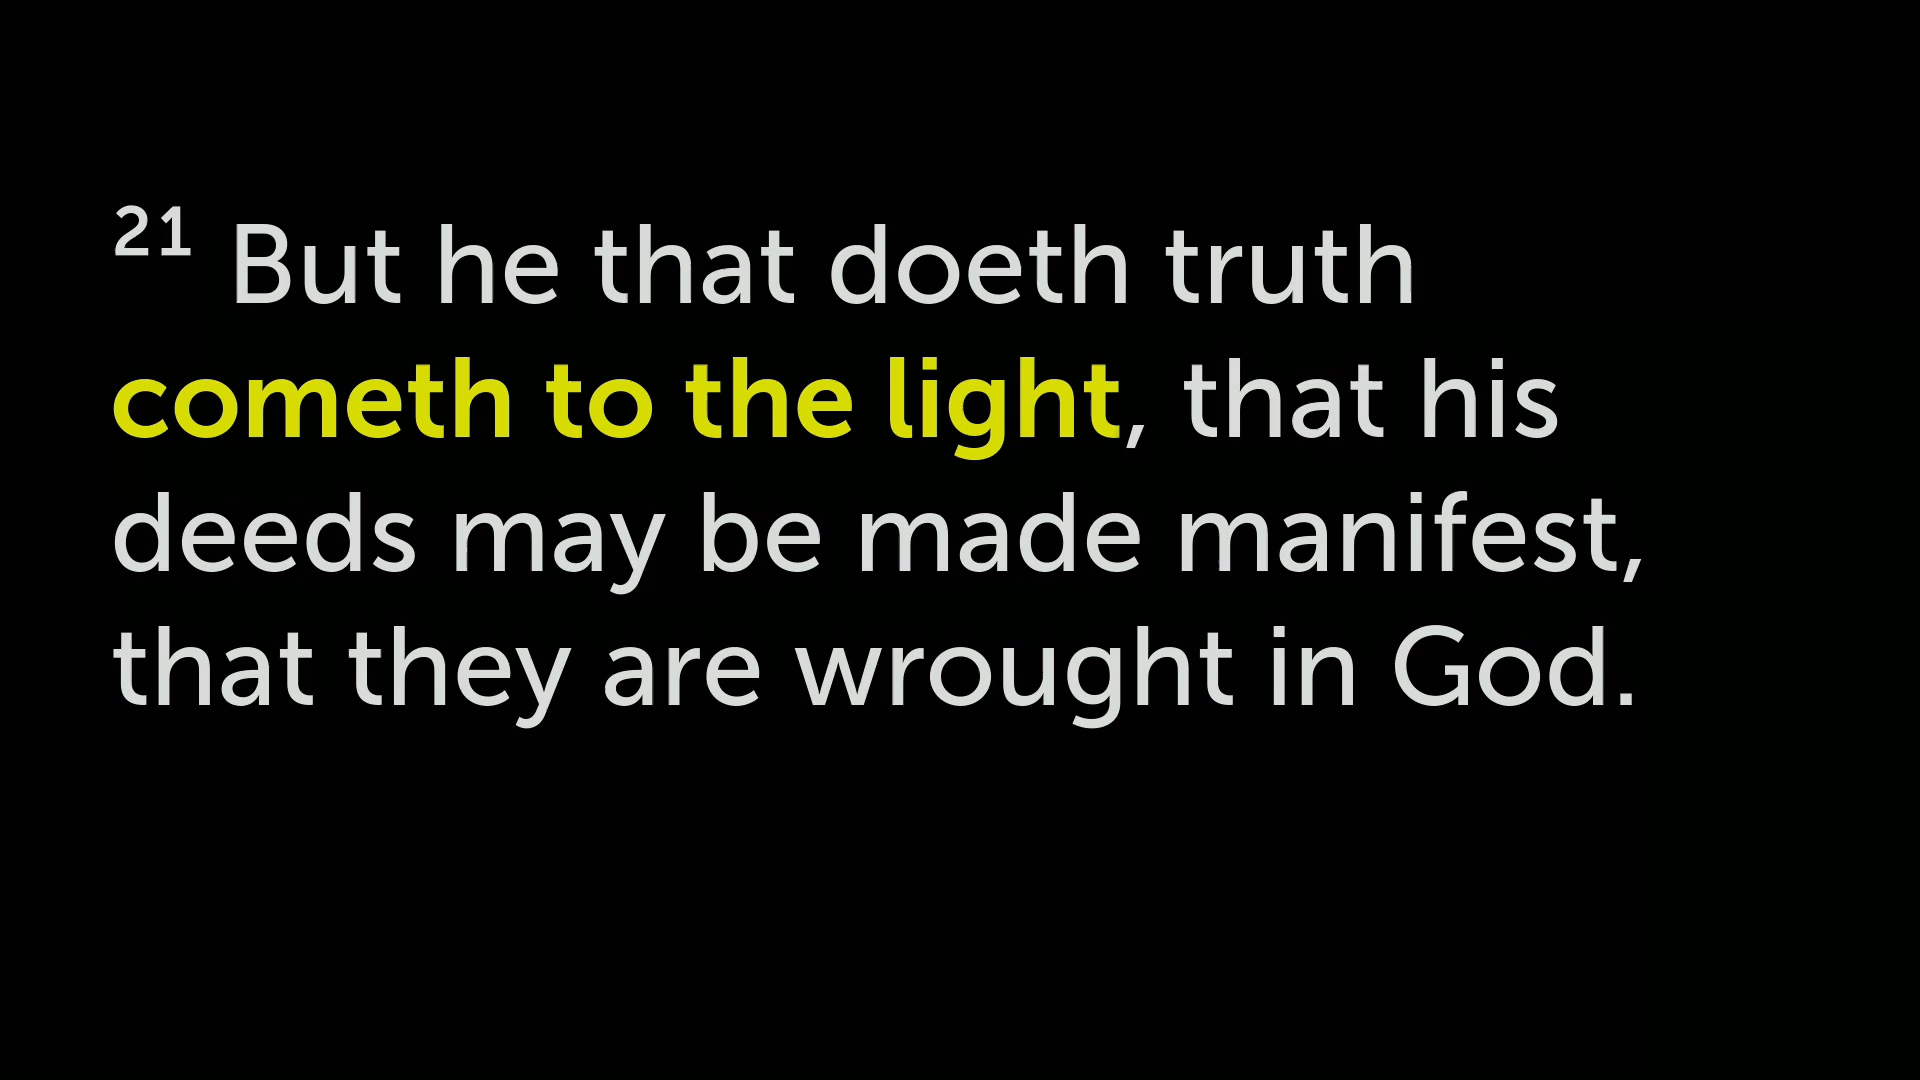 21 But he that doeth truth
cometh to the light, that his
deeds may be made manifest,
that they are wrought in God.